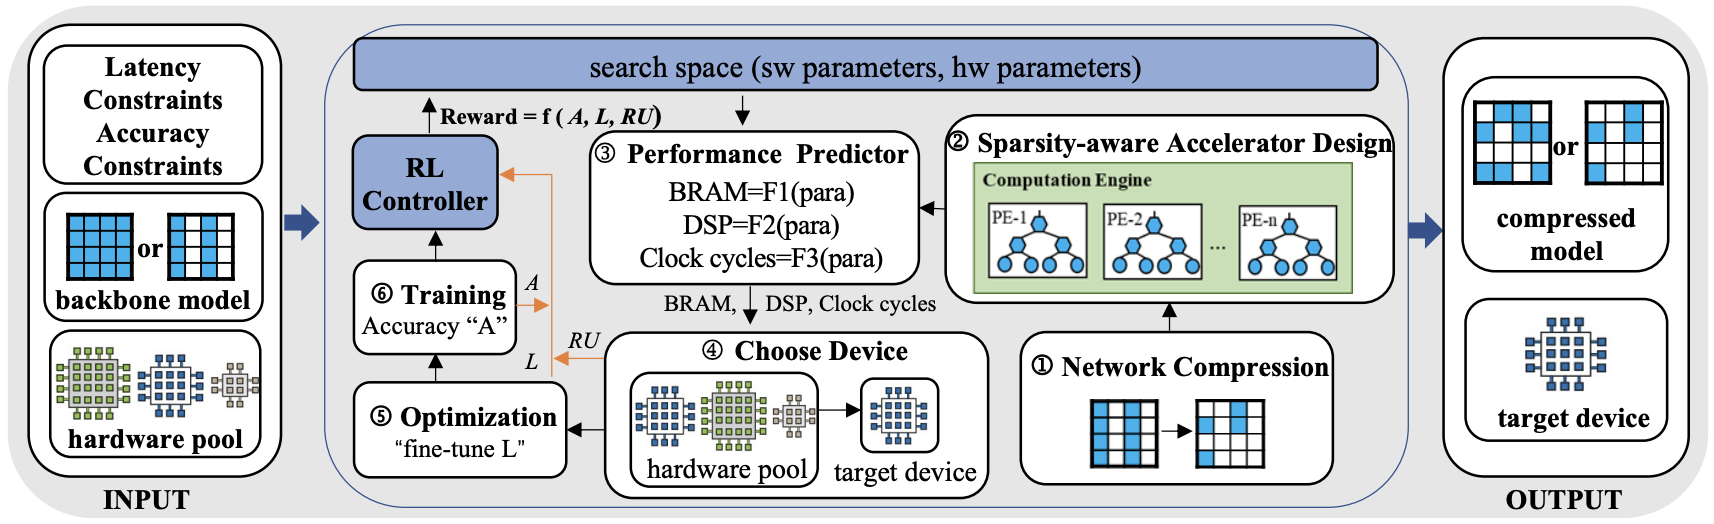 Latency
Constraints
Accuracy
Constraints
or
backbone model
hardware pool
INPUT
search space (sw parameters, hw parameters)
Reward = f ( A, L, RU)
RL
Controller
⑥ Training
Accuracy “A”
A
L
RU
⑤ Optimization
“fine-tune L”
③ Performance Predictor
BRAM=F1(para)
DSP=F2(para)
Clock cycles=F3(para)
BRAM, DSP, Clock cycles
④ Choose Device
hardware pool
target device
② Sparsity-aware Accelerator Design
Computation Engine
PE-1
PE-2
...
PE-n
① Network Compression
or
compressed
model
target device
OUTPUT